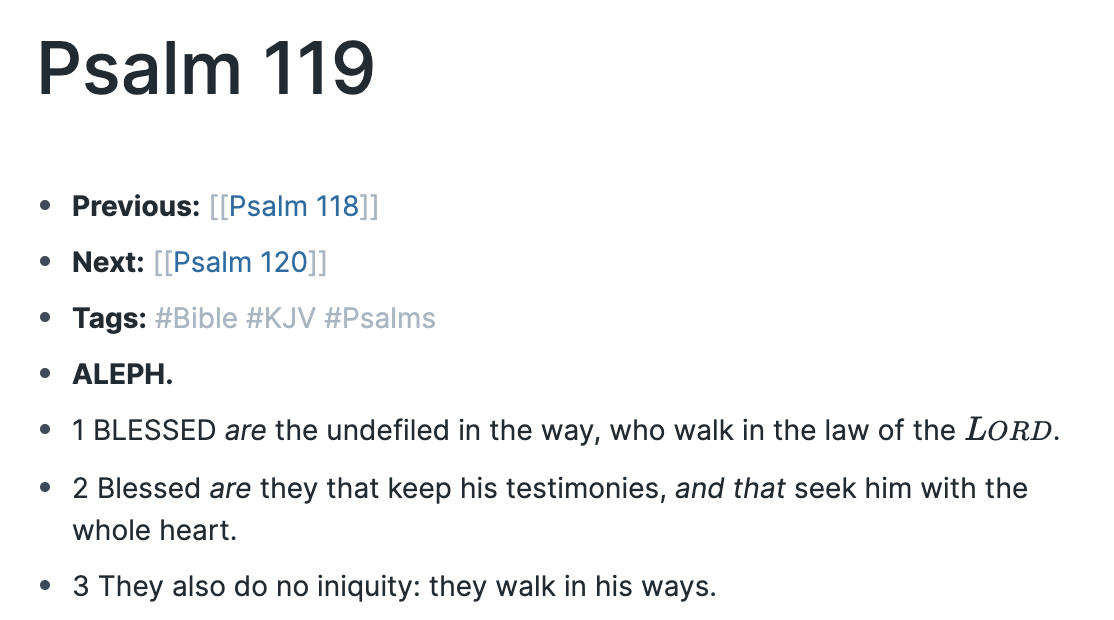 Psalm 119
Previous: [[Psalm 118]]
Next: [[Psalm 120]]
Tags: #Bible #KJV #Psalms
ALEPH.
1 BLESSED are the undefiled in the way, who walk in the law of the LORD.
2 Blessed are they that keep his testimonies, and that seek him with the
whole heart.
3 They also do no iniquity: they walk in his ways.